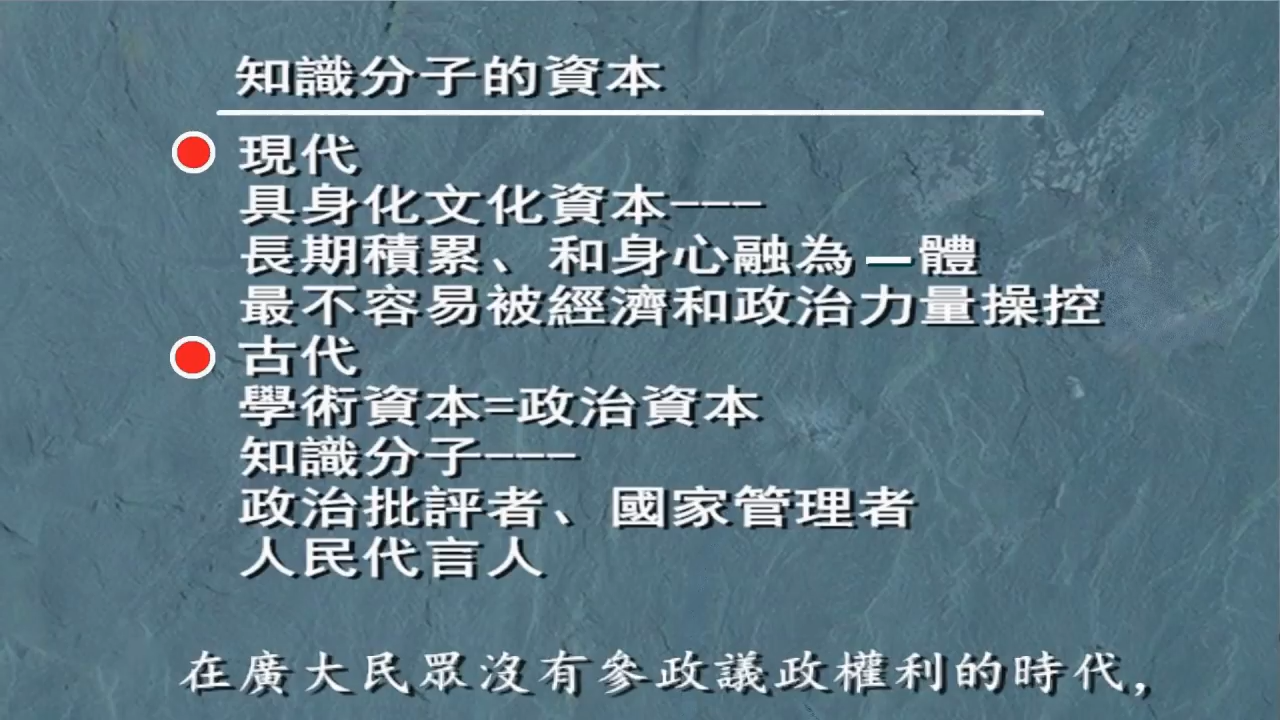 知識分子的資本
現代
具身化文化資本---
長期積累、和身心融為一體
最不容易被經濟和政治力量操控
古代
學術資本=政治資本
知識分子---
政治批評者、國家管理者
人民代言人
在廣大民眾沒有參政議政權利的時代，